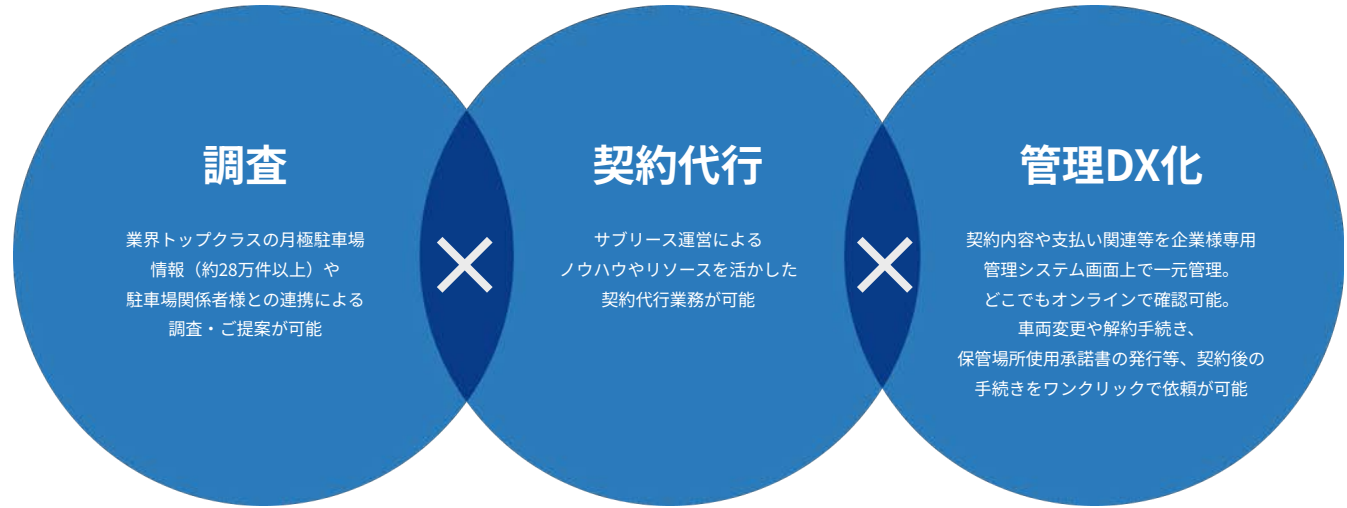 調査
業界トップクラスの月極駐車場
情報（約28万件以上）や
駐車場関係者様との連携による
調査・ご提案が可能
×
契約代行
サブリース運営による
ノウハウやリソースを活かした
契約代行業務が可能
×
管理DX化
契約内容や支払い関連等を企業様専用
管理システム画面上で一元管理。
どこでもオンラインで確認可能。
車両変更や解約手続き、
保管場所使用承諾書の発行等、契約後の
手続きをワンクリックで依頼が可能